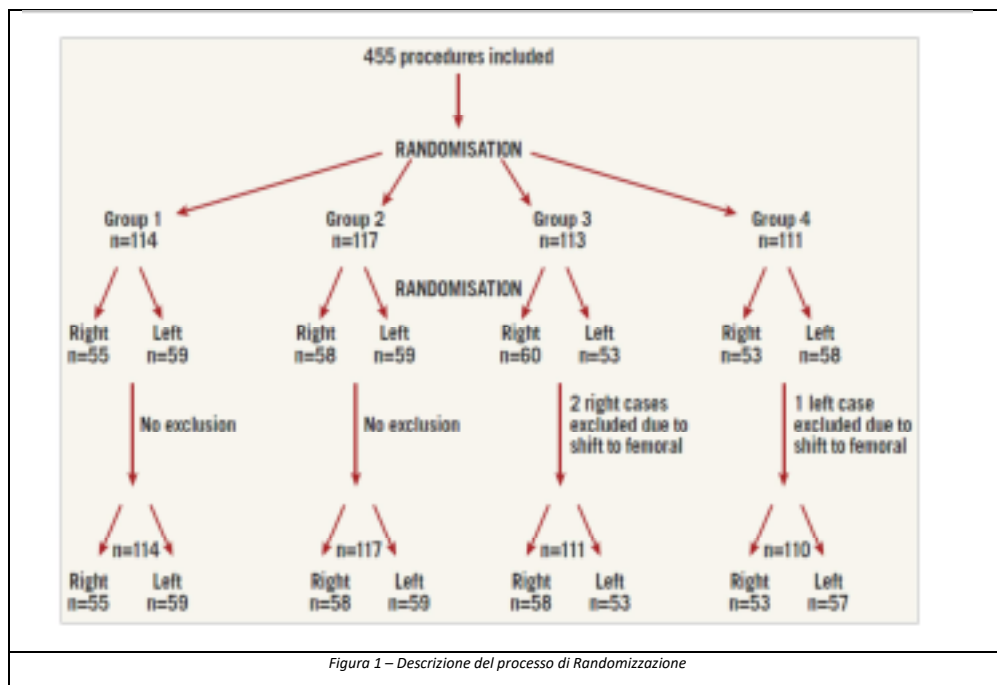 455 procedures included
RANDOMISATION
Group 1 Group 2 Group 3 Group 4
n=114 n=117 n=113 n=111
RANDOMISATION
Right Left Right Left Right Left Right Left
n=55 n=59 n=58 n=59 n=60 n=53 n=53 n=58
No exclusion
No exclusion
2 right cases
excluded due to
shift to femoral
1 left case
excluded due to
shift to femoral
n=114 n=117 n=111 n=110
Right Left Right Left Right Left Right Left
n=55 n=59 n=58 n=59 n=58 n=53 n=53 n=57
Figura 1 – Descrizione del processo di Randomizzazione